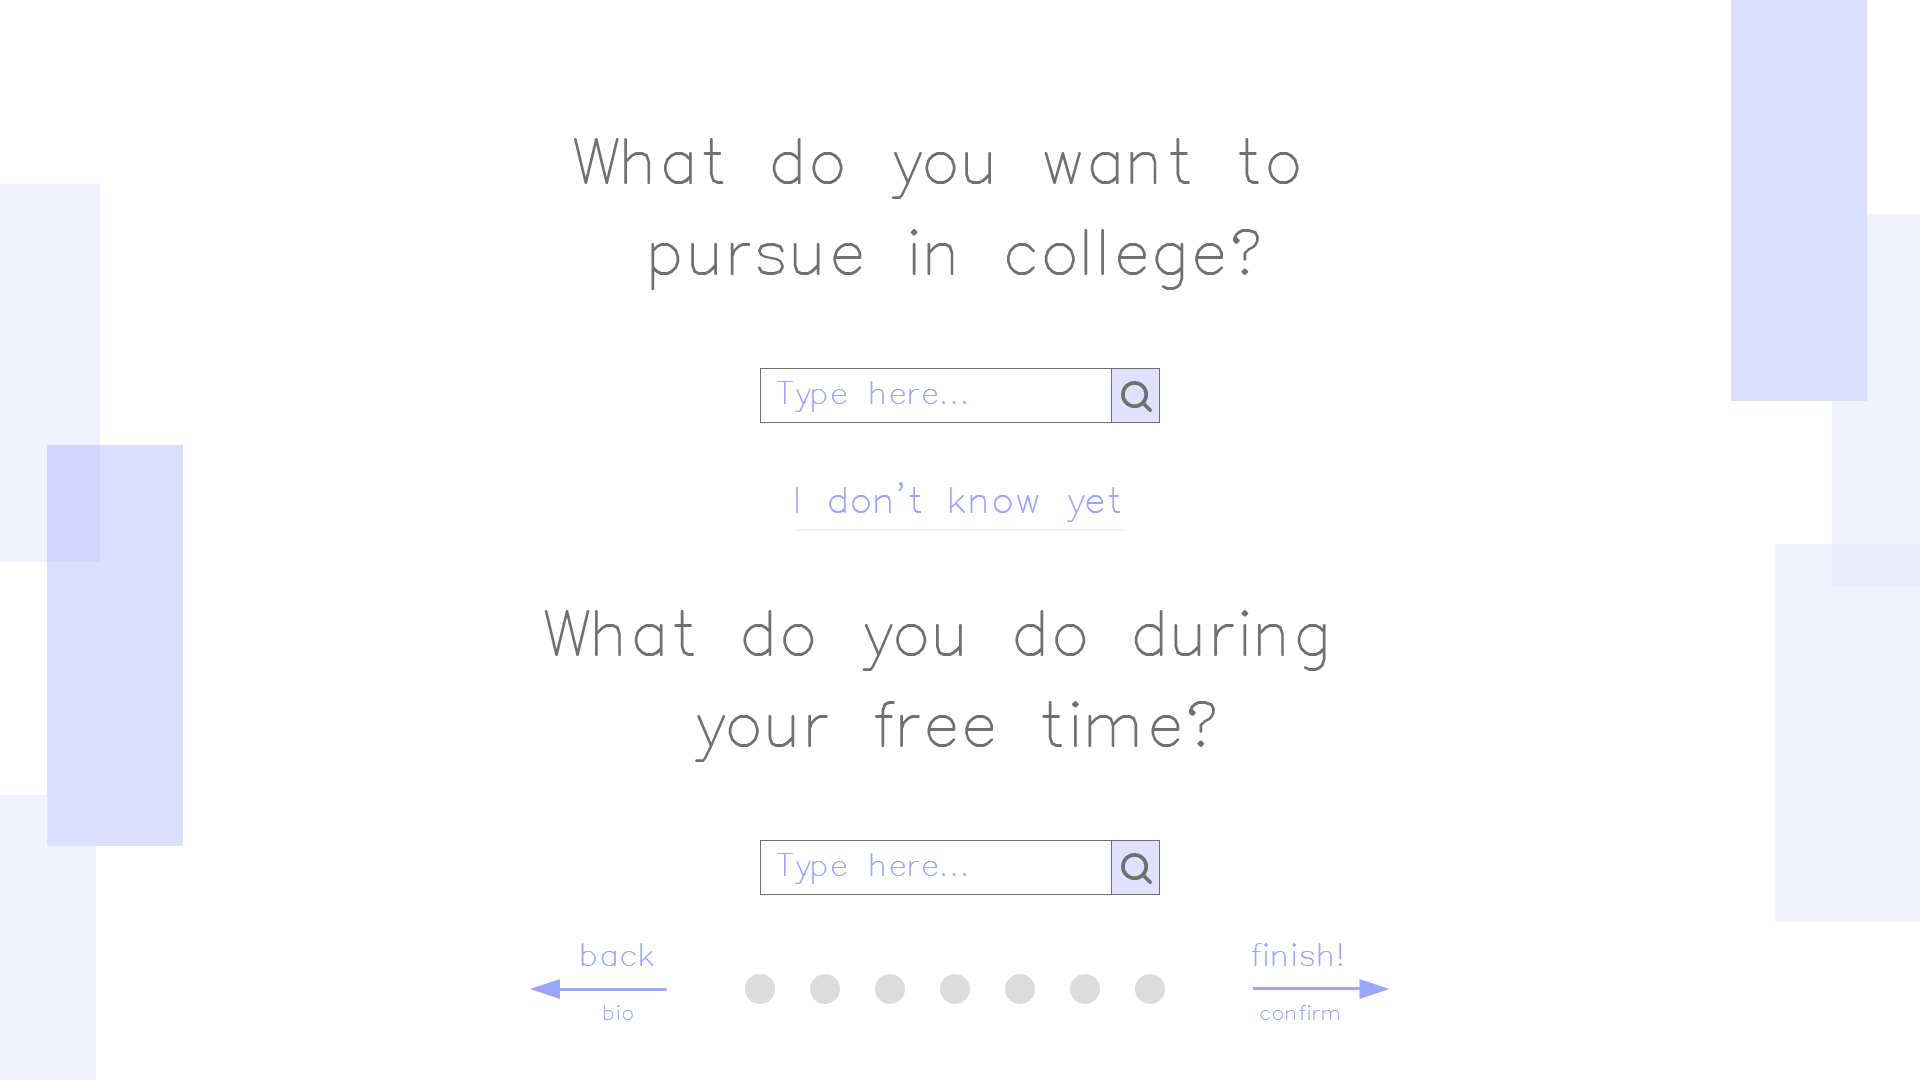 What do you want to
pursue in college?
Type here...
I don't know yet
What do you do during
your free time?
Type here...
back
bio
finish!
confirm